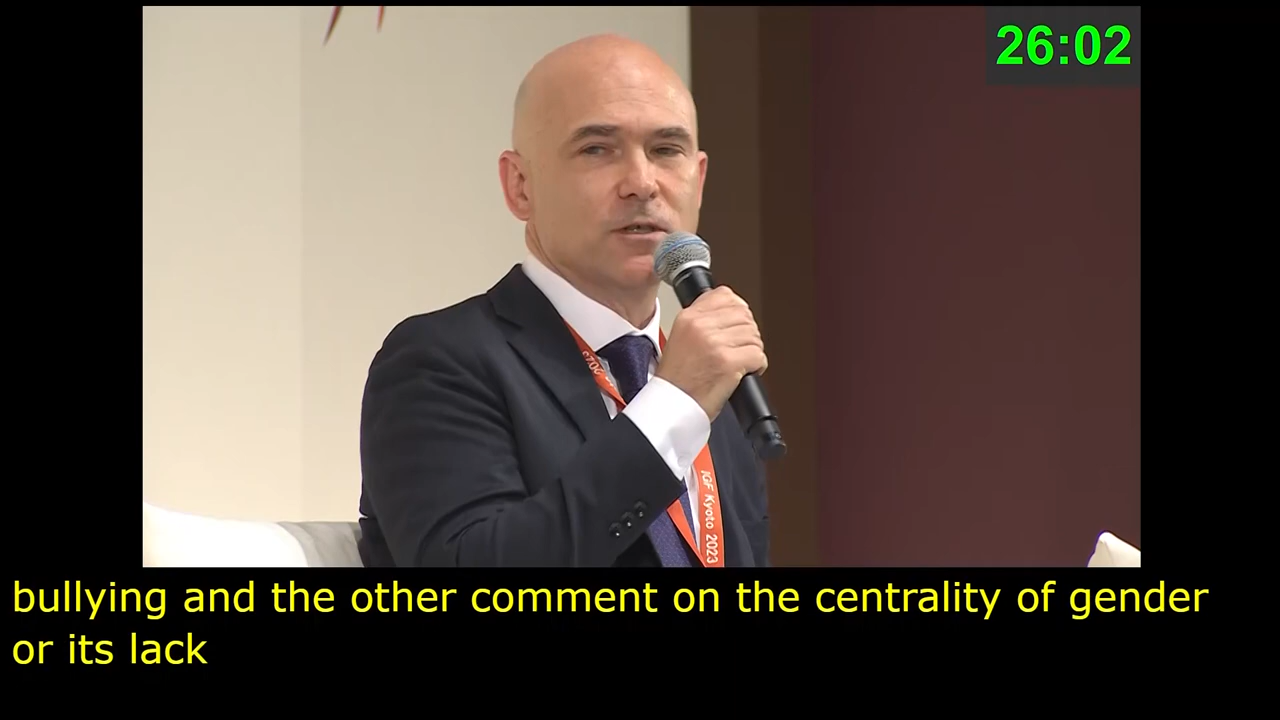 26:02
IGF Kyoto 2023
bullying and the other comment on the centrality of gender
or its lack